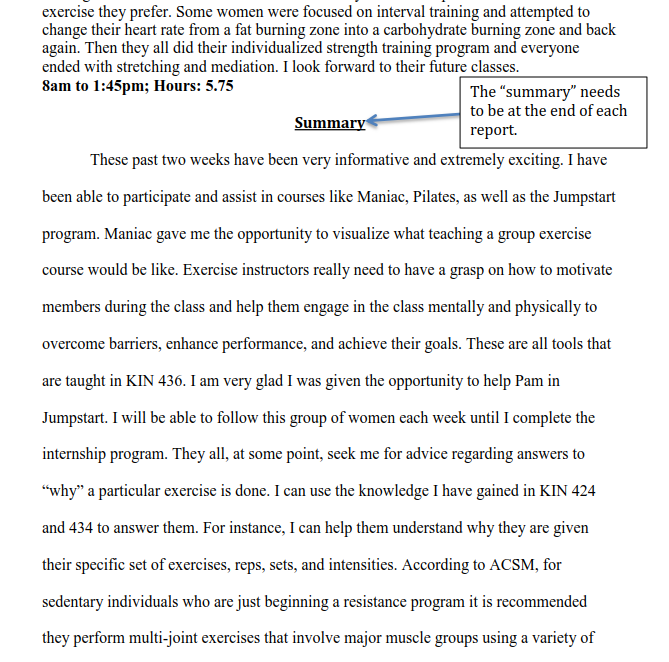 exercise they prefer. Some women were focused on interval training and attempted to
change their heart rate from a fat burning zone into a carbohydrate burning zone and back
again. Then they all did their individualized strength training program and everyone
ended with stretching and mediation. I look forward to their future classes.
8am to 1:45pm; Hours: 5.75
The “summary” needs
to be at the end of each
report.
Summary
These past two weeks have been very informative and extremely exciting. I have
been able to participate and assist in courses like Maniac, Pilates, as well as the Jumpstart
program. Maniac gave me the opportunity to visualize what teaching a group exercise
course would be like. Exercise instructors really need to have a grasp on how to motivate
members during the class and help them engage in the class mentally and physically to
overcome barriers, enhance performance, and achieve their goals. These are all tools that
are taught in KIN 436. I am very glad I was given the opportunity to help Pam in
Jumpstart. I will be able to follow this group of women each week until I complete the
internship program. They all, at some point, seek me for advice regarding answers to
“why” a particular exercise is done. I can use the knowledge I have gained in KIN 424
and 434 to answer them. For instance, I can help them understand why they are given
their specific set of exercises, reps, sets, and intensities. According to ACSM, for
sedentary individuals who are just beginning a resistance program it is recommended
they perform multi-joint exercises that involve major muscle groups using a variety of